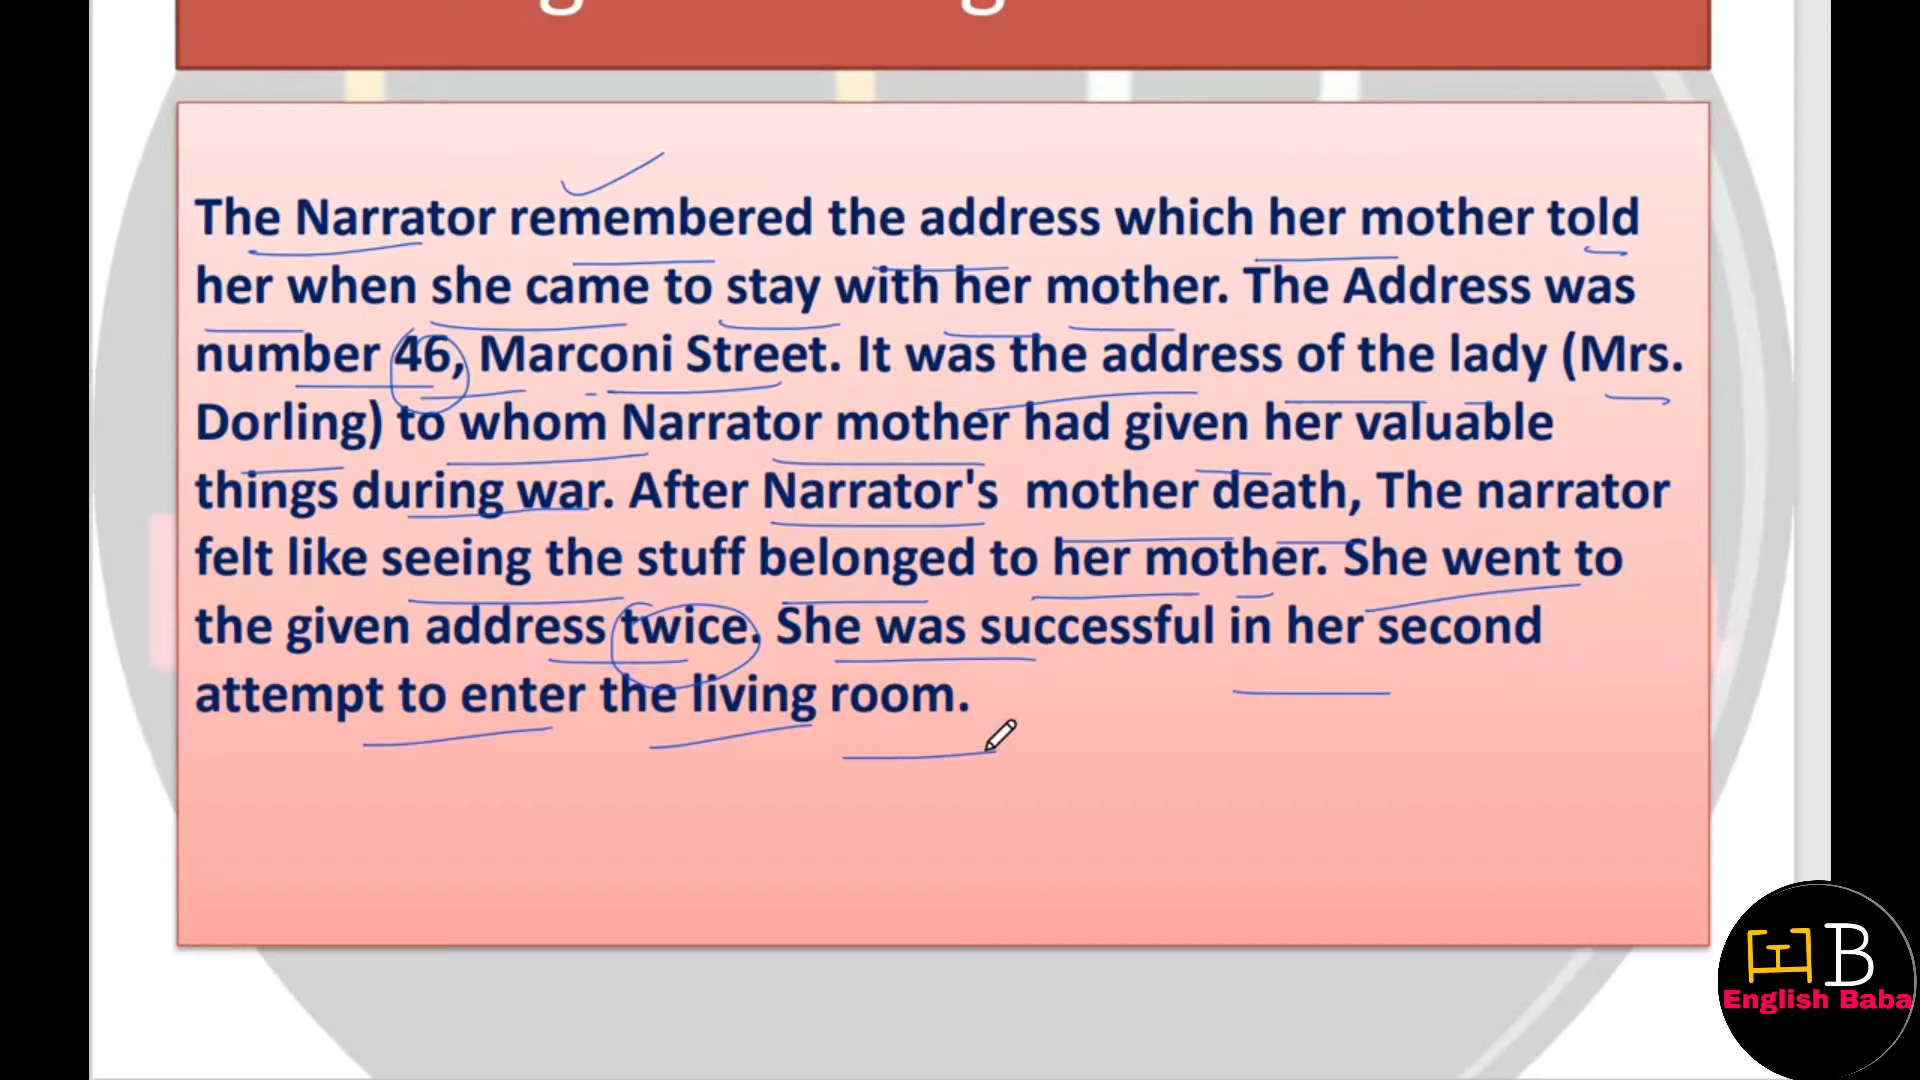 The Narrator remembered the address which her mother told
her when she came to stay with her mother. The Address was
number 46, Marconi Street. It was the address of the lady (Mrs.
Dorling) to whom Narrator mother had given her valuable
things during war. After Narrator's mother death, The narrator
felt like seeing the stuff belonged to her mother. She went to
the given address twice. She was successful in her second
attempt to enter the living room.
EB
English Baba